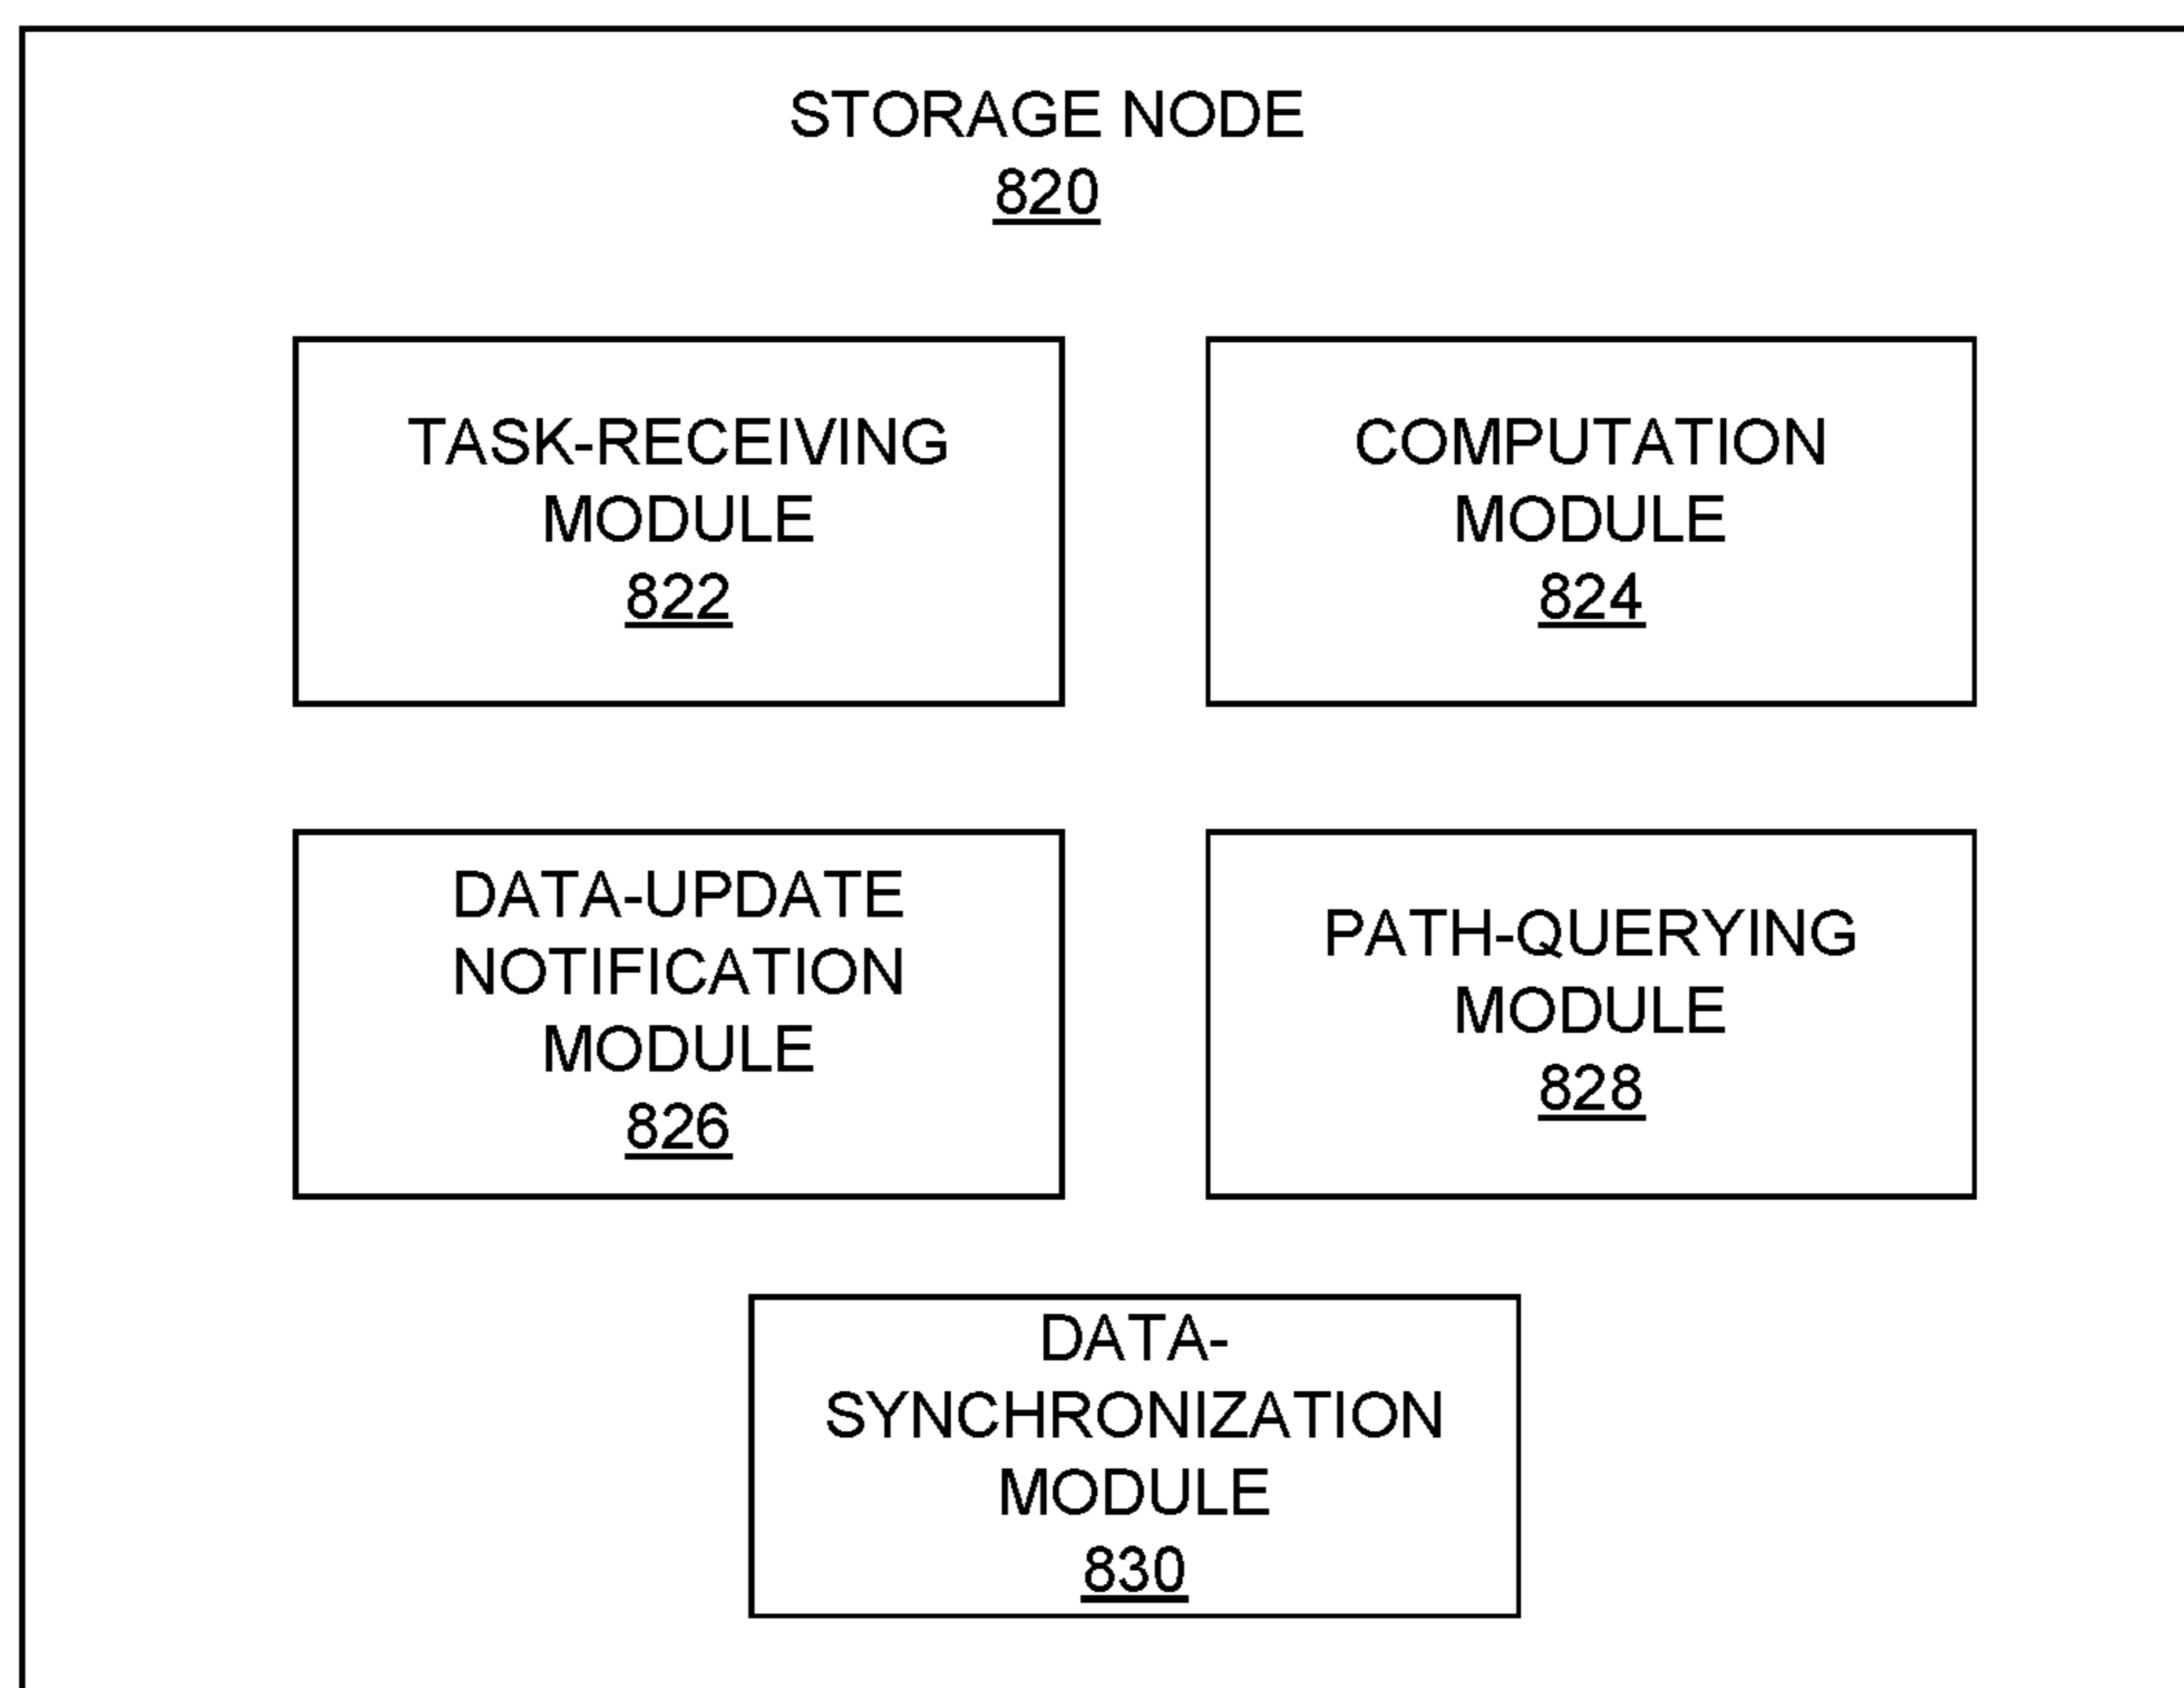 STORAGE NODE
820
TASK-RECEIVING
MODULE
822
COMPUTATION
MODULE
824
DATA-UPDATE
NOTIFICATION
MODULE
826
PATH-QUERYING
MODULE
828
DATA-
SYNCHRONIZATION
MODULE
830